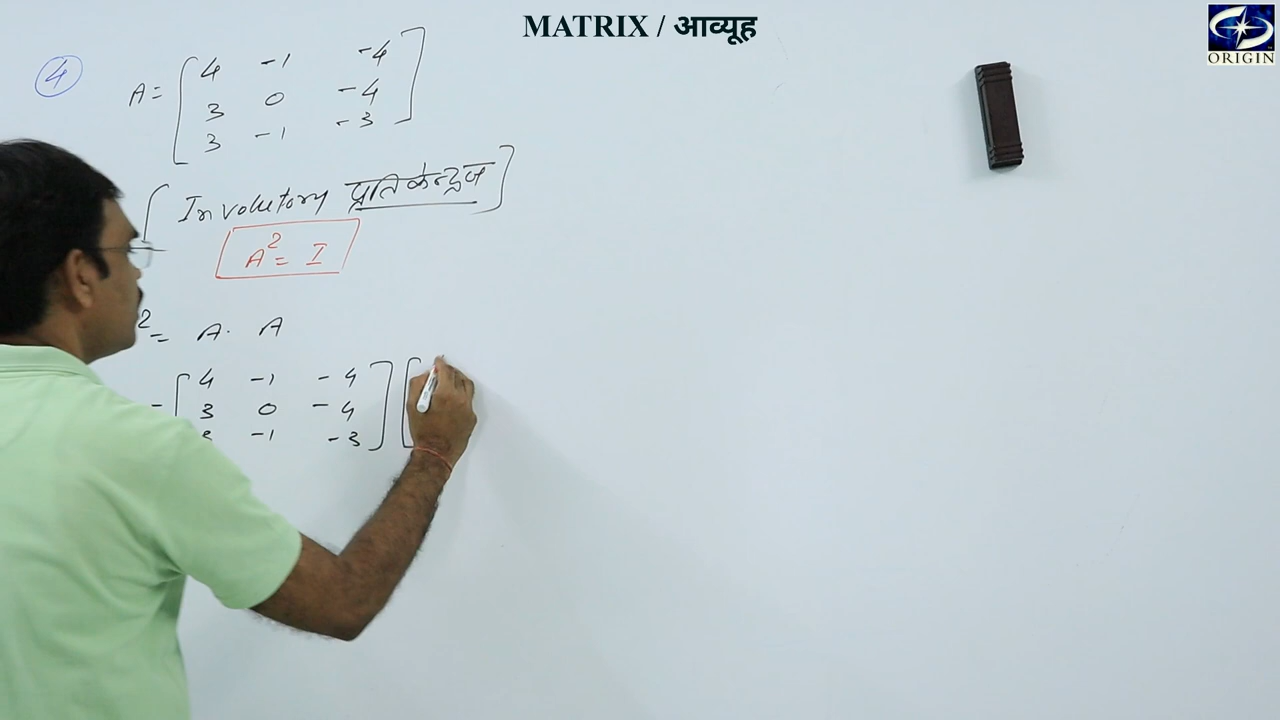 MATRIX / आव्यूह
ORIGIN
4
A = [ 4 -1 -4
3 0 -4
3 -1 -3 ]
[ Involutory प्रतिकेन्द्रज ]
A² = I
² = A · A
= [ 4 -1 -4
3 0 -4
3 -1 -3 ] [